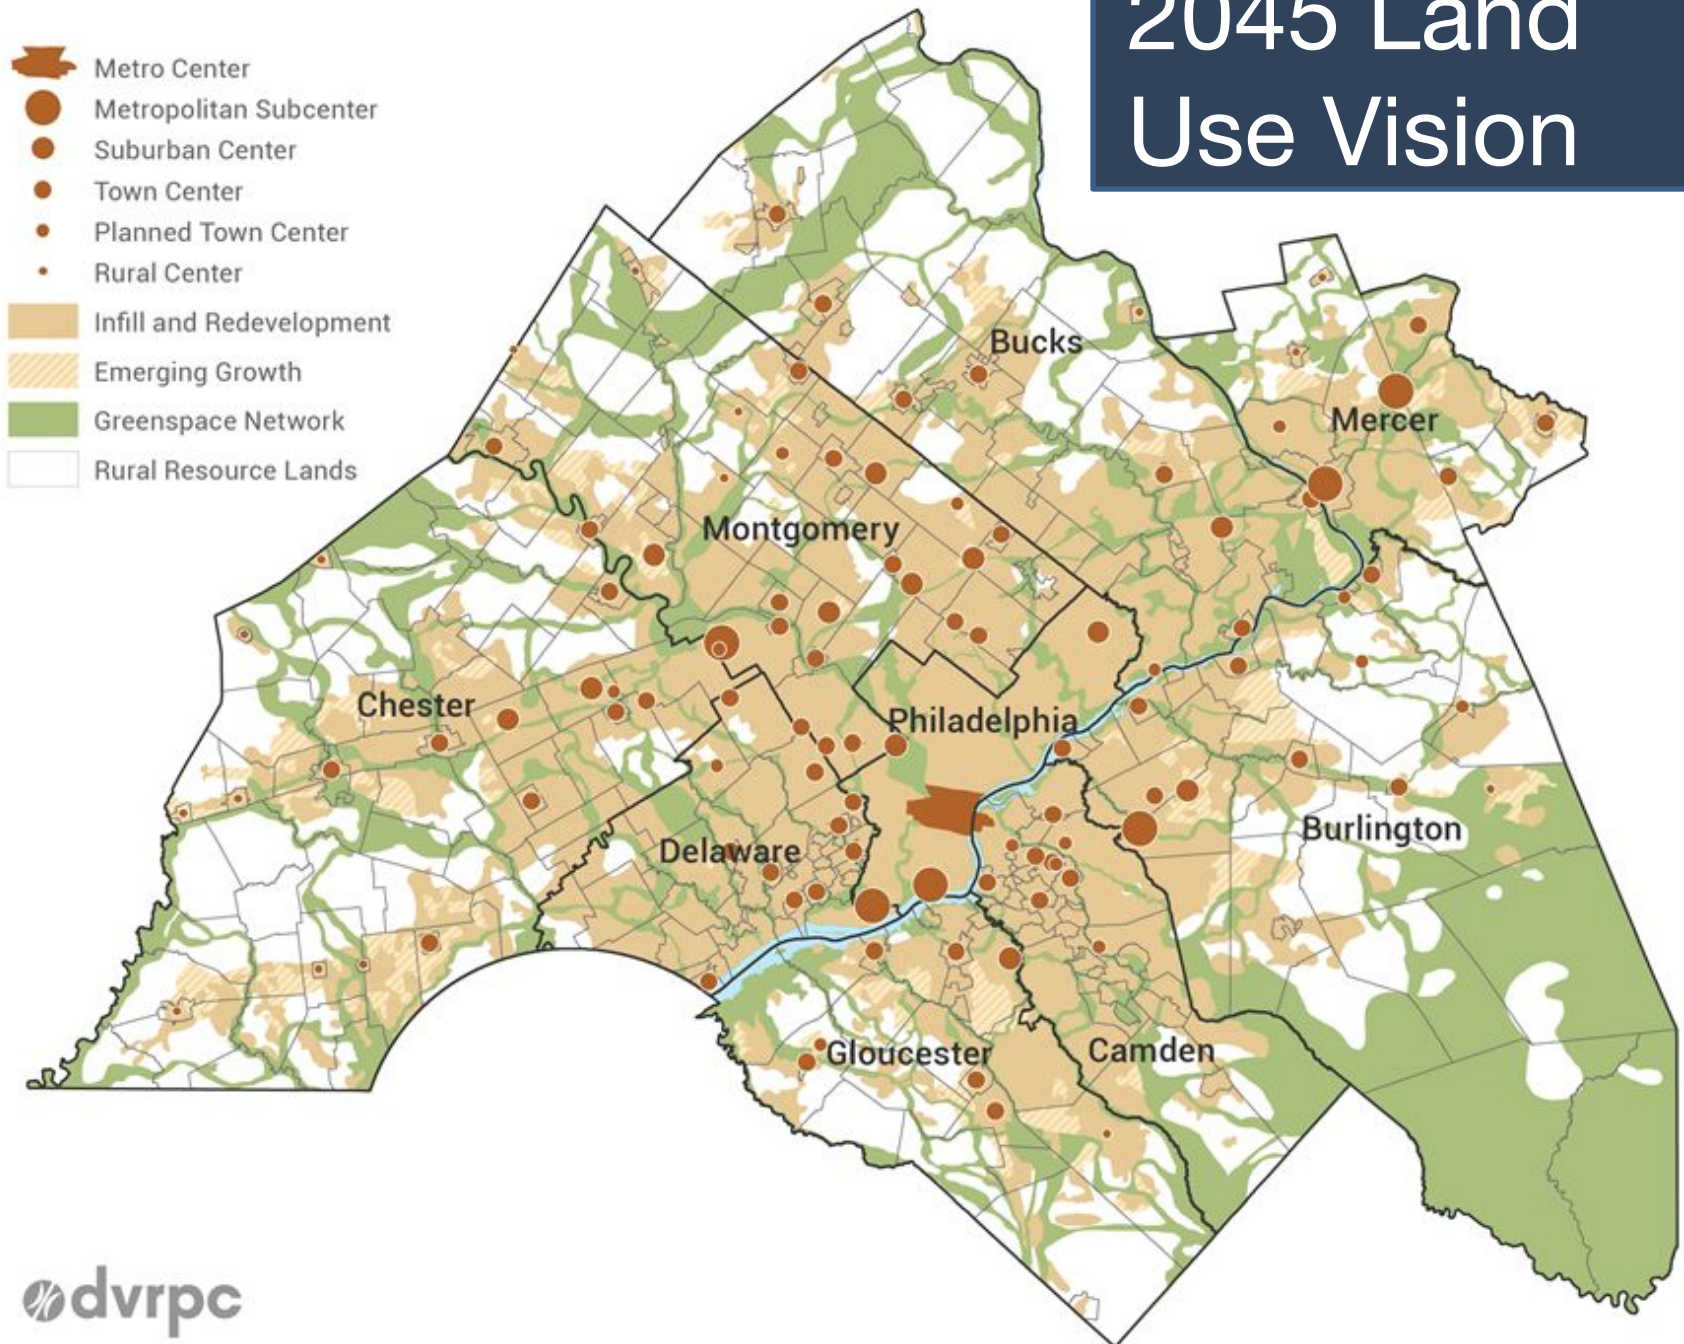 2045 Land
Use Vision
Metro Center
Metropolitan Subcenter
Suburban Center
Town Center
Planned Town Center
Rural Center
Infill and Redevelopment
Emerging Growth
Greenspace Network
Rural Resource Lands
Bucks
Mercer
Montgomery
Chester
Philadelphia
Delaware
Burlington
Gloucester
Camden
dvrpc